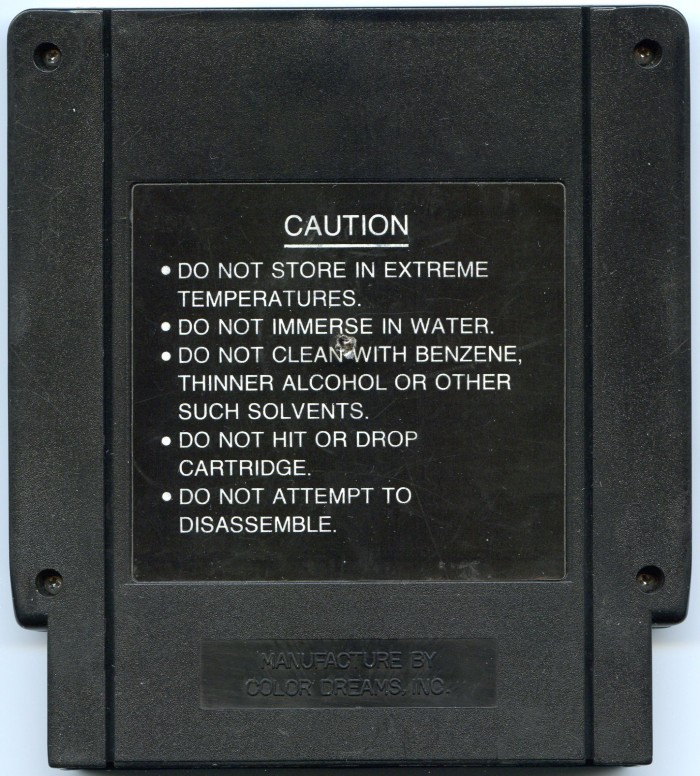 CAUTION
• DO NOT STORE IN EXTREME
TEMPERATURES.
• DO NOT IMMERSE IN WATER.
• DO NOT CLEAN WITH BENZENE,
THINNER ALCOHOL OR OTHER
SUCH SOLVENTS.
• DO NOT HIT OR DROP
CARTRIDGE.
• DO NOT ATTEMPT TO
DISASSEMBLE.
MANUFACTURE BY
COLOR DREAMS, INC.